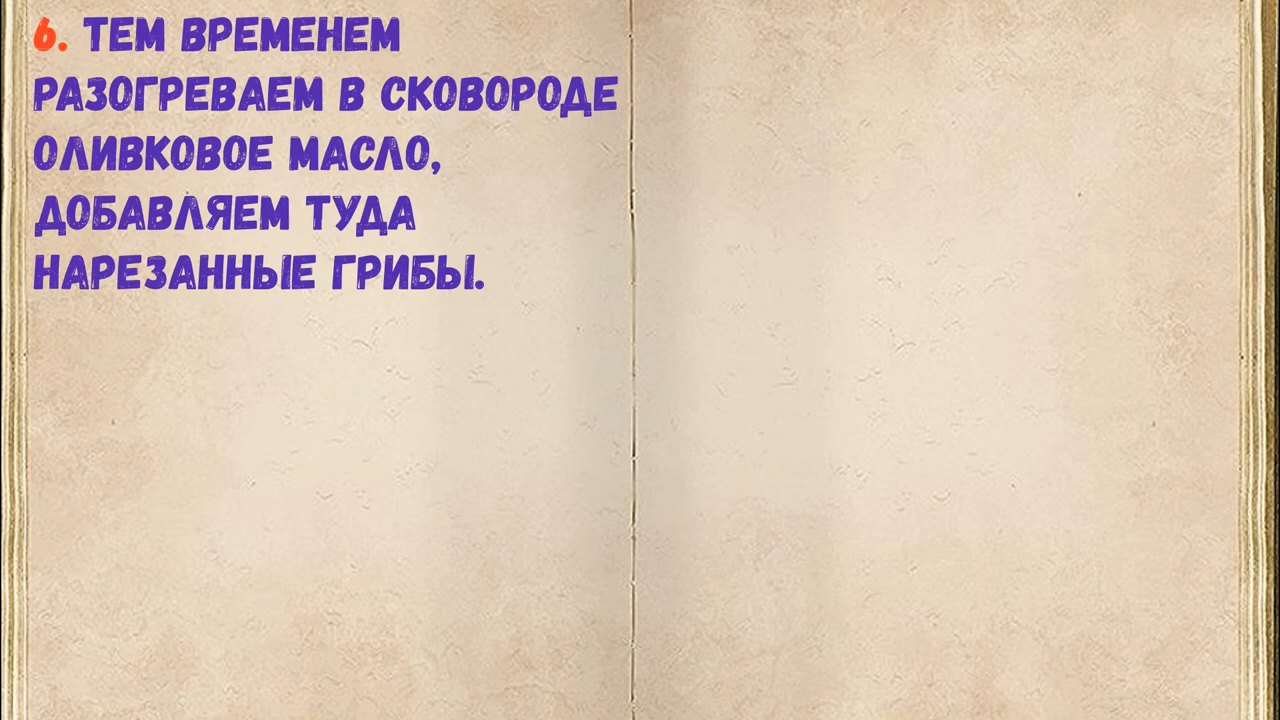 6. ТЕМ ВРЕМЕНЕМ
РАЗОГРЕВАЕМ В СКОВОРОДЕ
ОЛИВКОВОЕ МАСЛО,
ДОБАВЛЯЕМ ТУДА
НАРЕЗАННЫЕ ГРИБЫ.